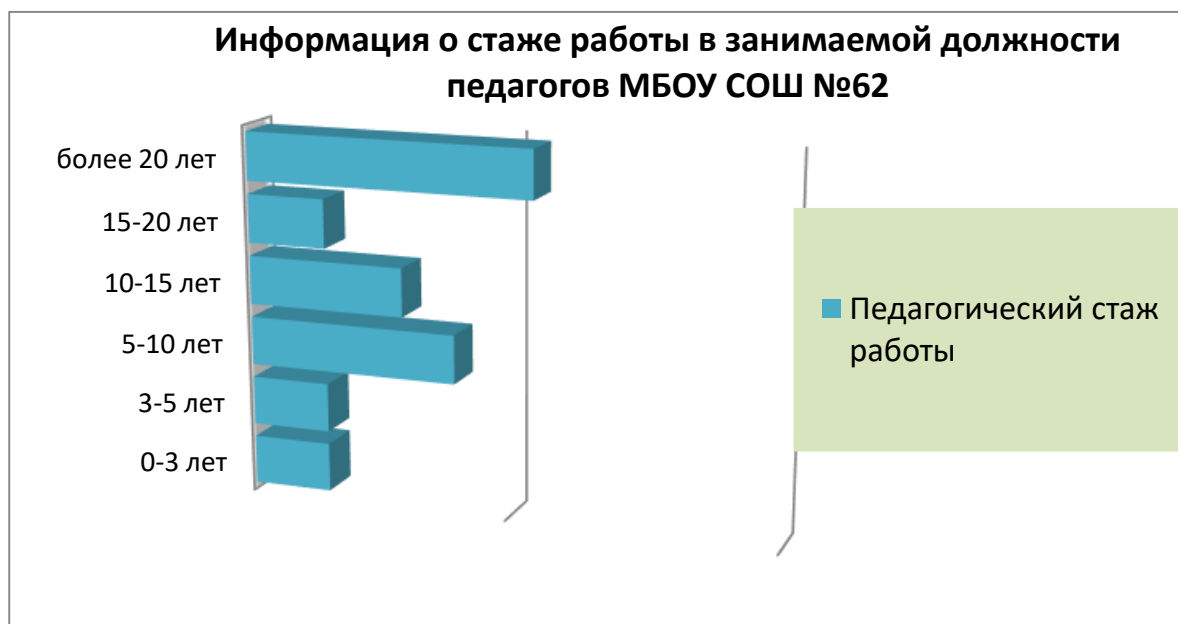 Информация о стаже работы в занимаемой должности
педагогов МБОУ СОШ №62
более 20 лет
15-20 лет
10-15 лет
5-10 лет
3-5 лет
0-3 лет
Педагогический стаж
работы